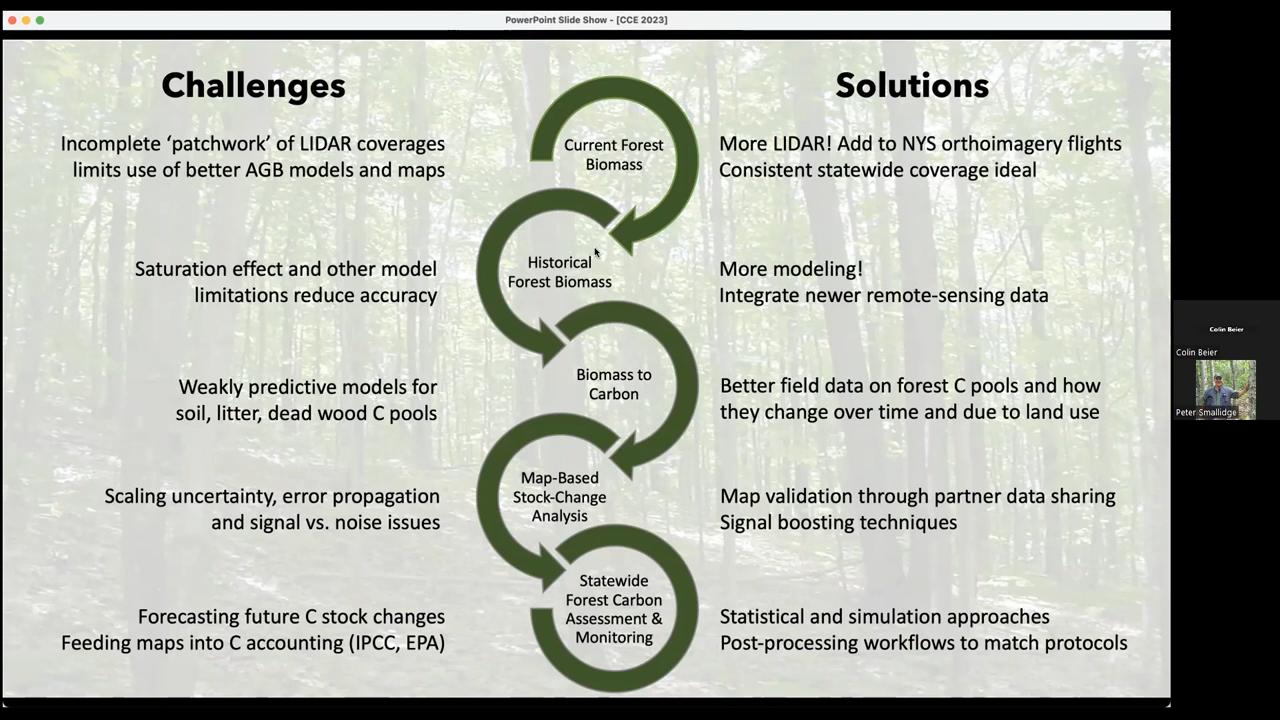 PowerPoint Slide Show - [CCE 2023]
Challenges
Solutions
Incomplete ‘patchwork’ of LIDAR coverages
limits use of better AGB models and maps
Current Forest
Biomass
More LIDAR! Add to NYS orthoimagery flights
Consistent statewide coverage ideal
Saturation effect and other model
limitations reduce accuracy
Historical
Forest Biomass
More modeling!
Integrate newer remote-sensing data
Weakly predictive models for
soil, litter, dead wood C pools
Biomass to
Carbon
Better field data on forest C pools and how
they change over time and due to land use
Scaling uncertainty, error propagation
and signal vs. noise issues
Map-Based
Stock-Change
Analysis
Map validation through partner data sharing
Signal boosting techniques
Forecasting future C stock changes
Feeding maps into C accounting (IPCC, EPA)
Statewide
Forest Carbon
Assessment &
Monitoring
Statistical and simulation approaches
Post-processing workflows to match protocols
Colin Beier
Colin Beier
Peter Smallidge